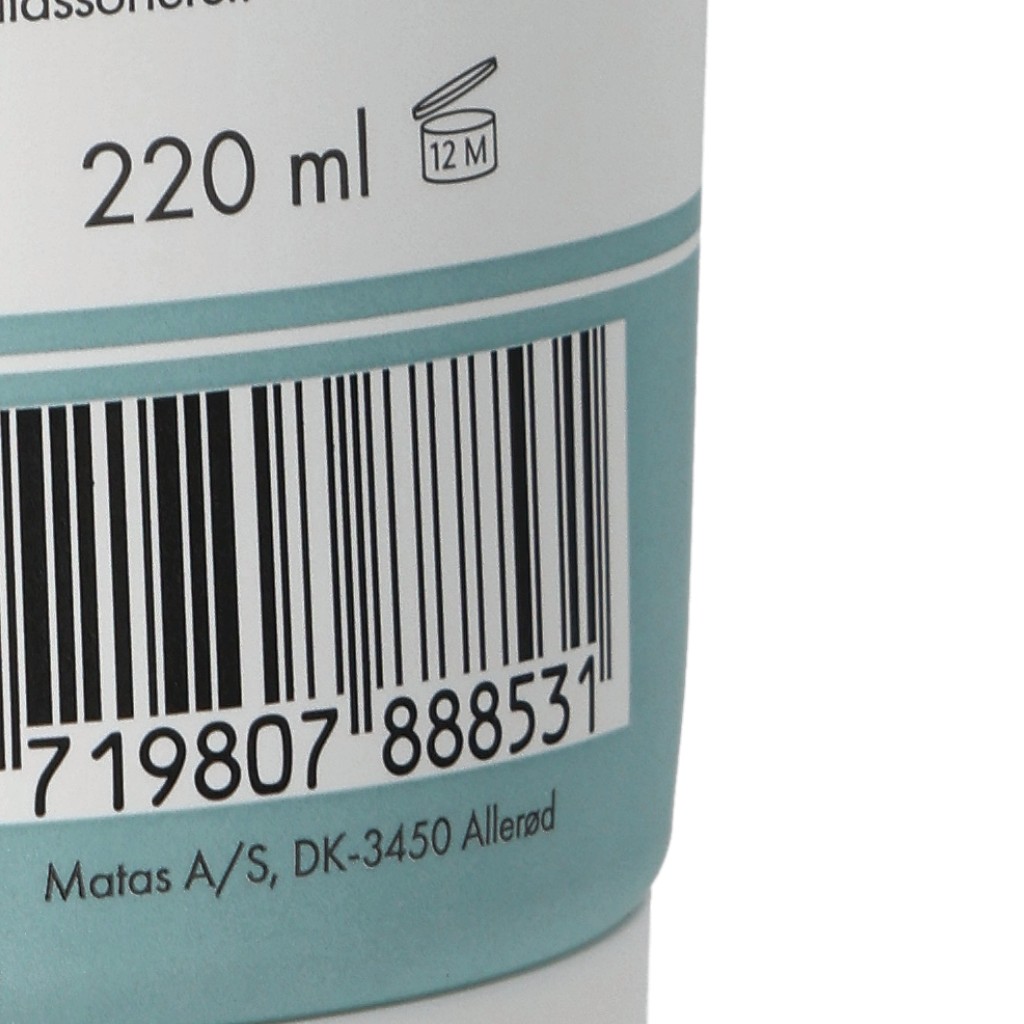 220 ml
12 M
719807 888531
Matas A/S, DK-3450 Allerød